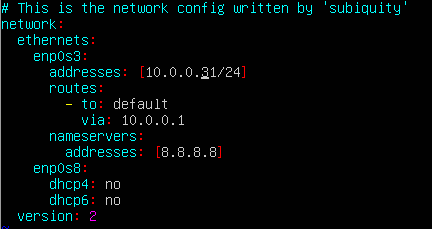 # This is the network config written by 'subiquity'
network:
  ethernets:
    enp0s3:
      addresses: [10.0.0.31/24]
      routes:
        - to: default
          via: 10.0.0.1
      nameservers:
        addresses: [8.8.8.8]
    enp0s8:
      dhcp4: no
      dhcp6: no
  version: 2
~